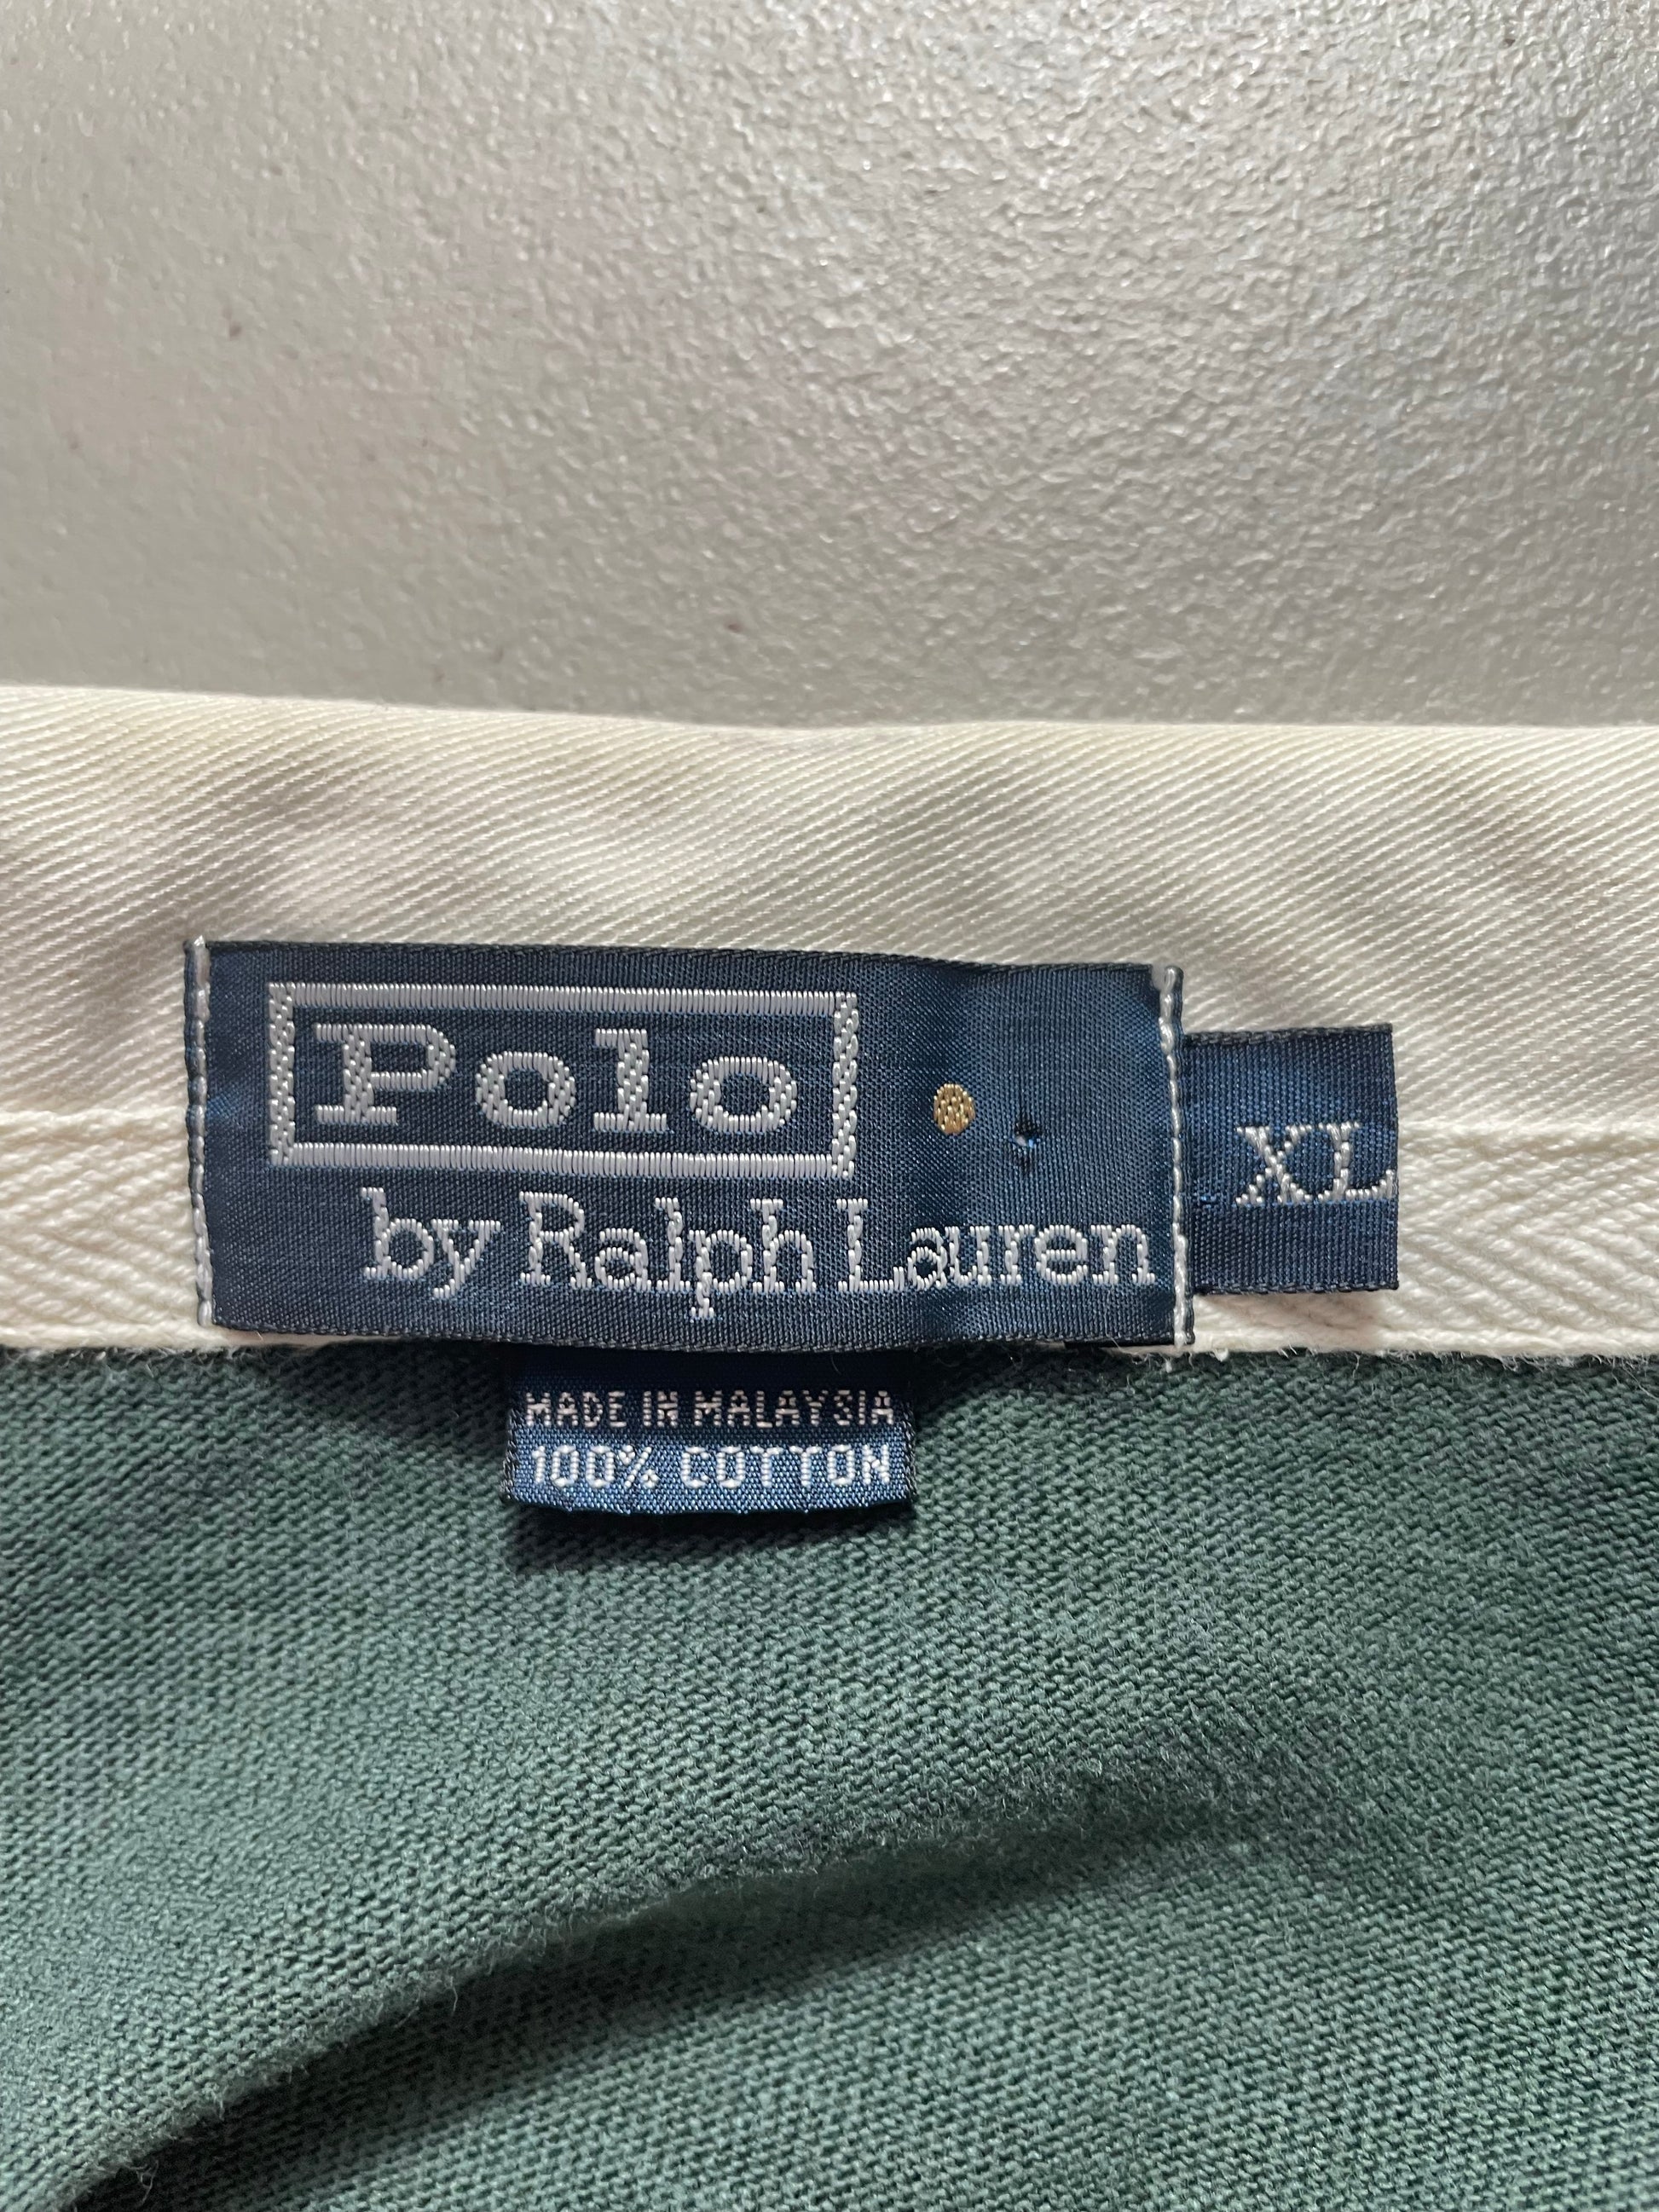 Polo
by Ralph Lauren
XL
MADE IN MALAYSIA
100% COTTON